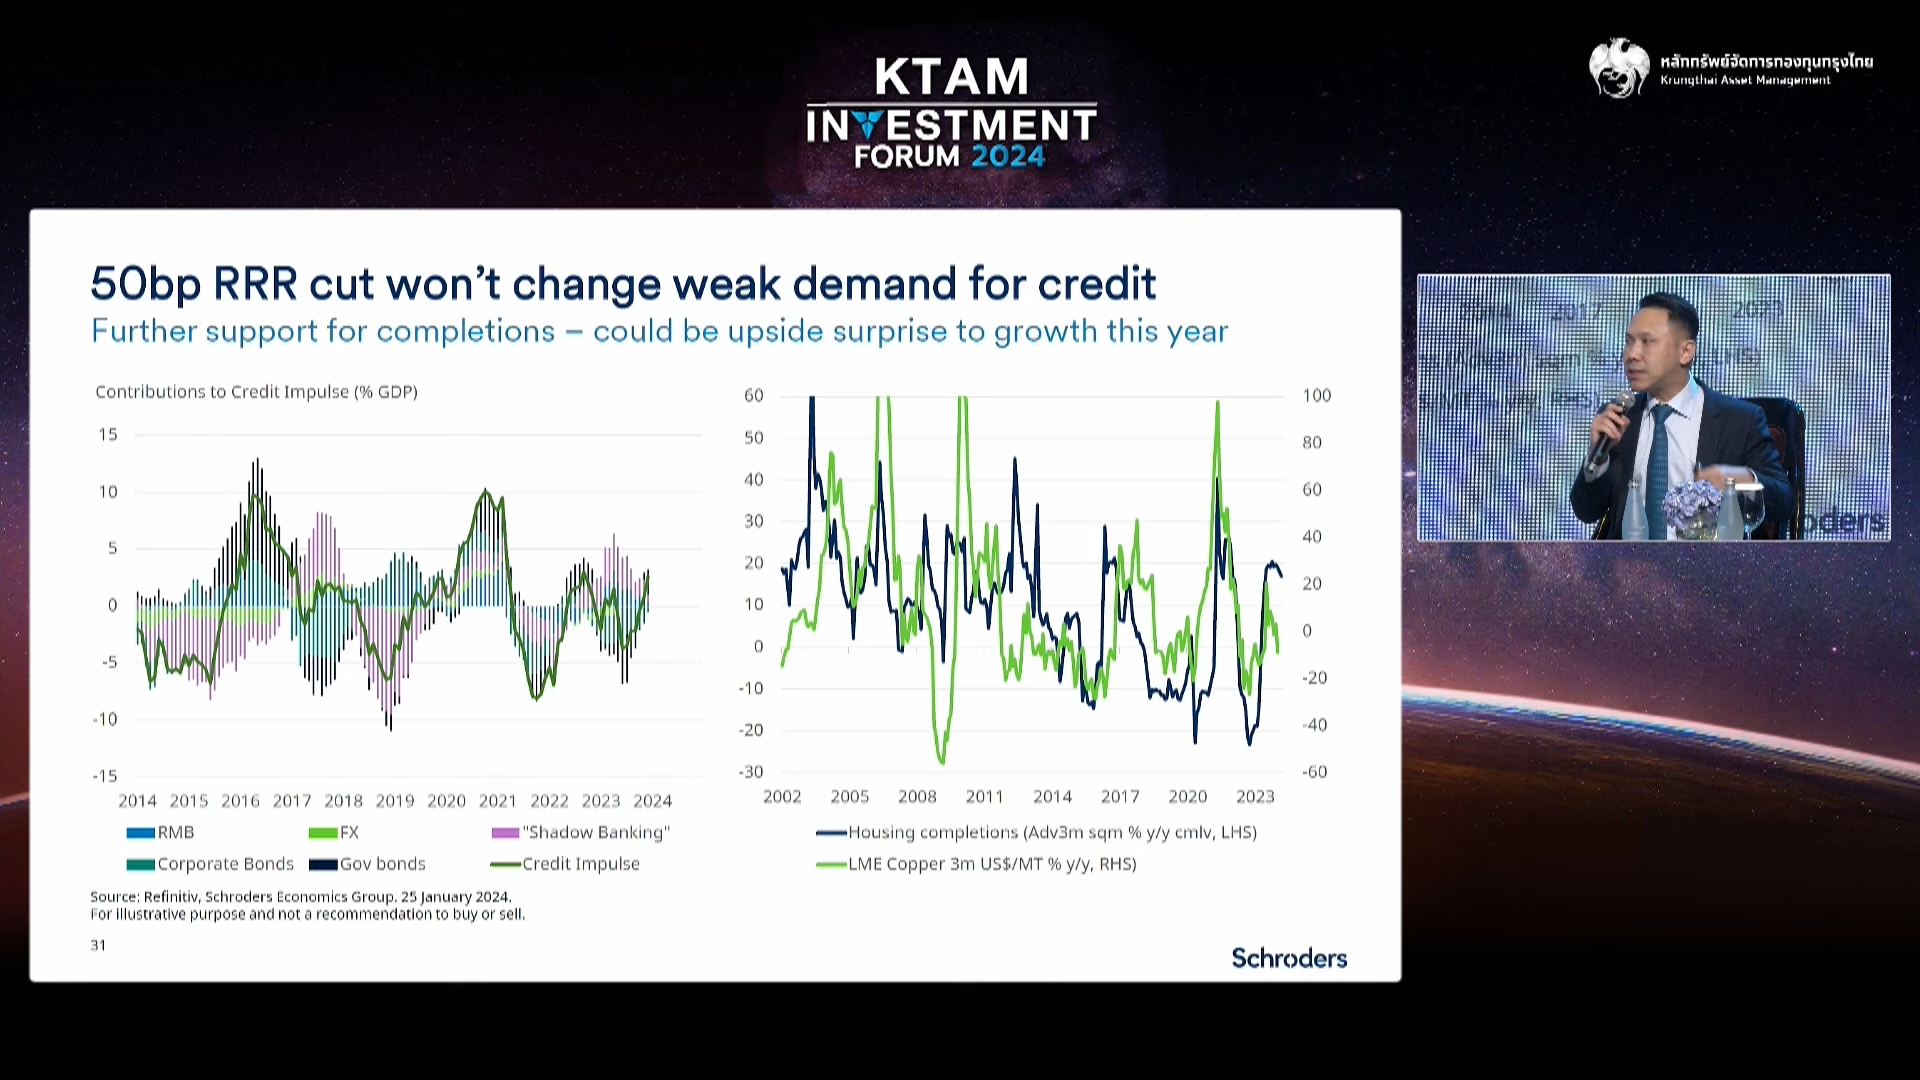 KTAM
INVESTMENT
FORUM 2024
หลักทรัพย์จัดการกองทุนกรุงไทย
Krungthai Asset Management
50bp RRR cut won't change weak demand for credit
Further support for completions – could be upside surprise to growth this year
Contributions to Credit Impulse (% GDP)
15
10
5
0
-5
-10
-15
2014 2015 2016 2017 2018 2019 2020 2021 2022 2023 2024
RMB FX "Shadow Banking"
Corporate Bonds Gov bonds Credit Impulse
60 100
50 80
40 60
30 40
20 20
10 0
0 -20
-10 -40
-20 -60
-30
2002 2005 2008 2011 2014 2017 2020 2023
Housing completions (Adv3m sqm % y/y cmlv, LHS)
LME Copper 3m US$/MT % y/y, RHS)
Source: Refinitiv, Schroders Economics Group. 25 January 2024.
For illustrative purpose and not a recommendation to buy or sell.
31
Schroders
2014 2017 2023
LHS)